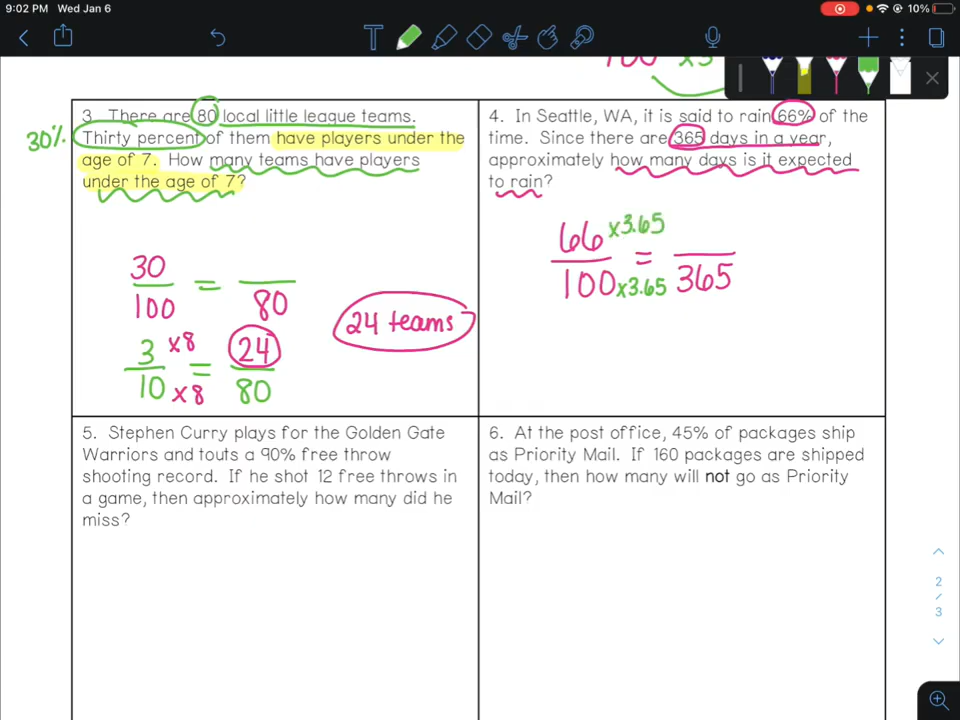 9:02 PM Wed Jan 6
10%
3. There are 80 local little league teams.
30%
Thirty percent of them have players under the
age of 7. How many teams have players
under the age of 7?
30
100
=
80
3 x8
10 x8
=
24
80
24 teams
4. In Seattle, WA, it is said to rain 66% of the
time. Since there are 365 days in a year,
approximately how many days is it expected
to rain?
66 x3.65
100 x3.65
=
365
5. Stephen Curry plays for the Golden Gate
Warriors and touts a 90% free throw
shooting record. If he shot 12 free throws in
a game, then approximately how many did he
miss?
6. At the post office, 45% of packages ship
as Priority Mail. If 160 packages are shipped
today, then how many will not go as Priority
Mail?
2
/
3